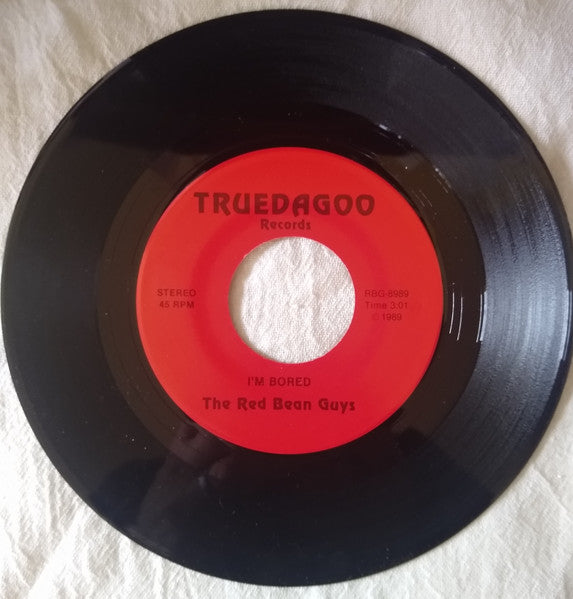 TRUEDAGOO
Records
STEREO
45 RPM
RBG-8989
Time 3:01
© 1989
I'M BORED
The Red Bean Guys